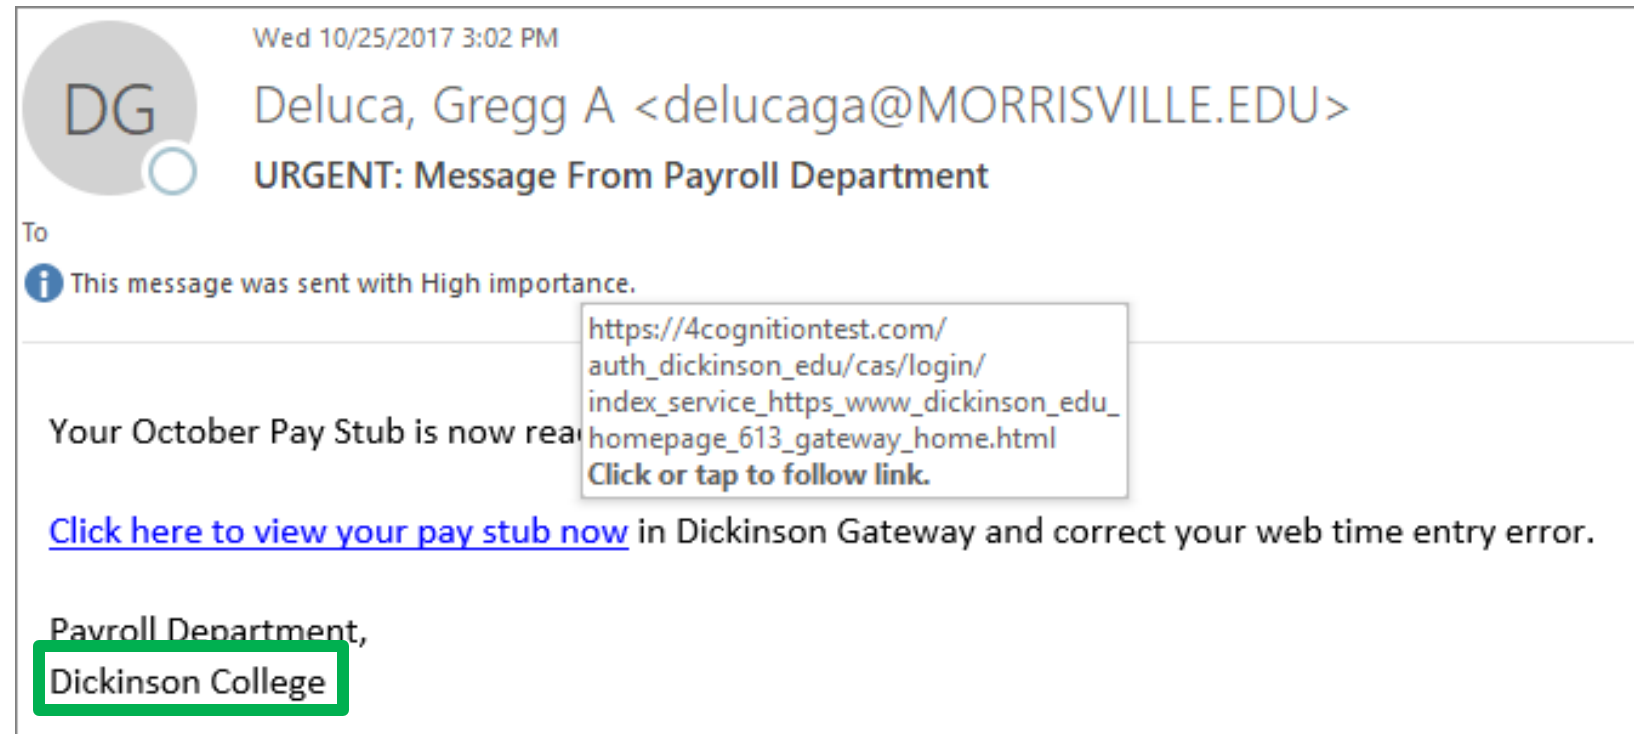 DG
Wed 10/25/2017 3:02 PM
Deluca, Gregg A <delucaga@MORRISVILLE.EDU>
URGENT: Message From Payroll Department
To
i This message was sent with High importance.
https://4cognitiontest.com/
auth_dickinson_edu/cas/login/
index_service_https_www_dickinson_edu_
homepage_613_gateway_home.html
Click or tap to follow link.
Your October Pay Stub is now
Click here to view your pay stub now in Dickinson Gateway and correct your web time entry error.
Payroll Department,
Dickinson College